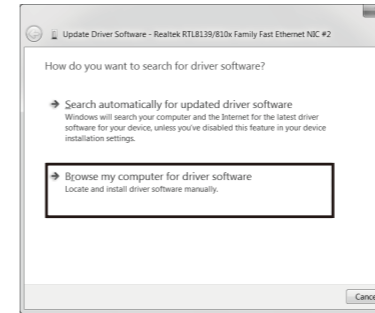 Update Driver Software - Realtek RTL8139/810x Family Fast Ethernet NIC #2
How do you want to search for driver software?
Search automatically for updated driver software
Windows will search your computer and the Internet for the latest driver
software for your device, unless you've disabled this feature in your device
installation settings.
Browse my computer for driver software
Locate and install driver software manually.
Cance